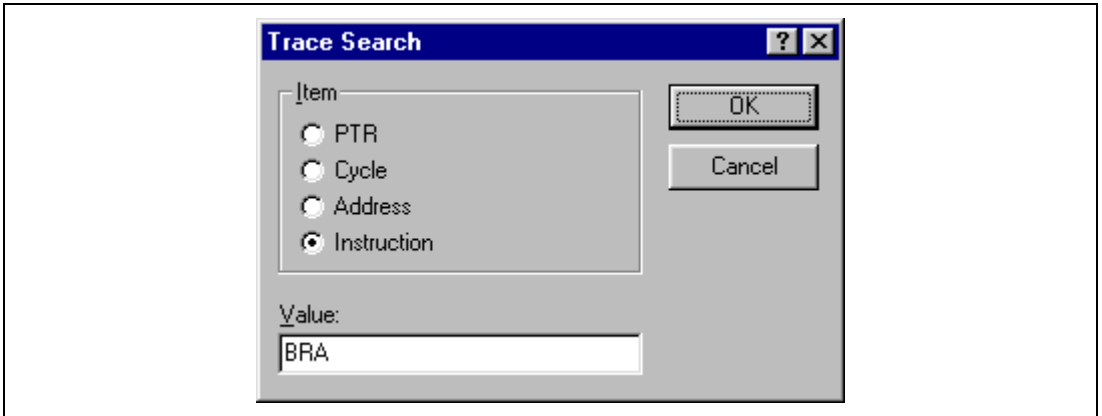 Trace Search
Item
PTR
Cycle
Address
Instruction
OK
Cancel
Value:
BRA